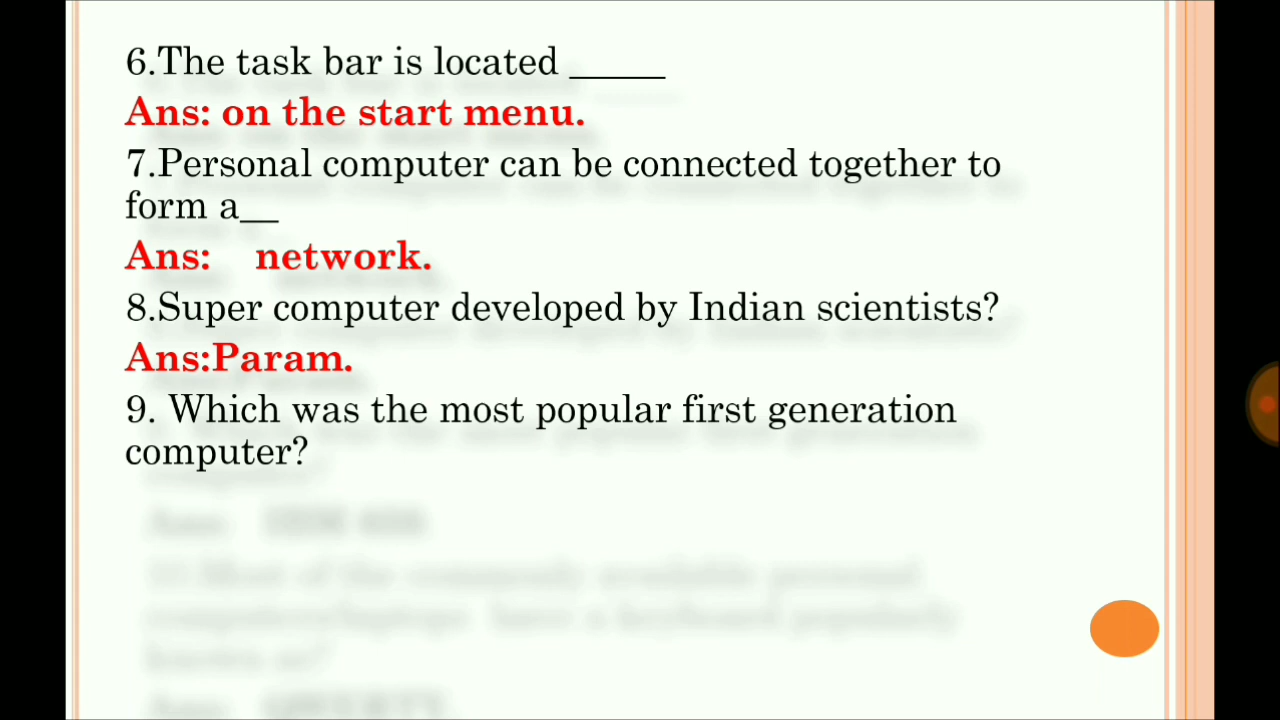 6.The task bar is located _____
Ans: on the start menu.
7.Personal computer can be connected together to
form a__
Ans: network.
8.Super computer developed by Indian scientists?
Ans:Param.
9. Which was the most popular first generation
computer?